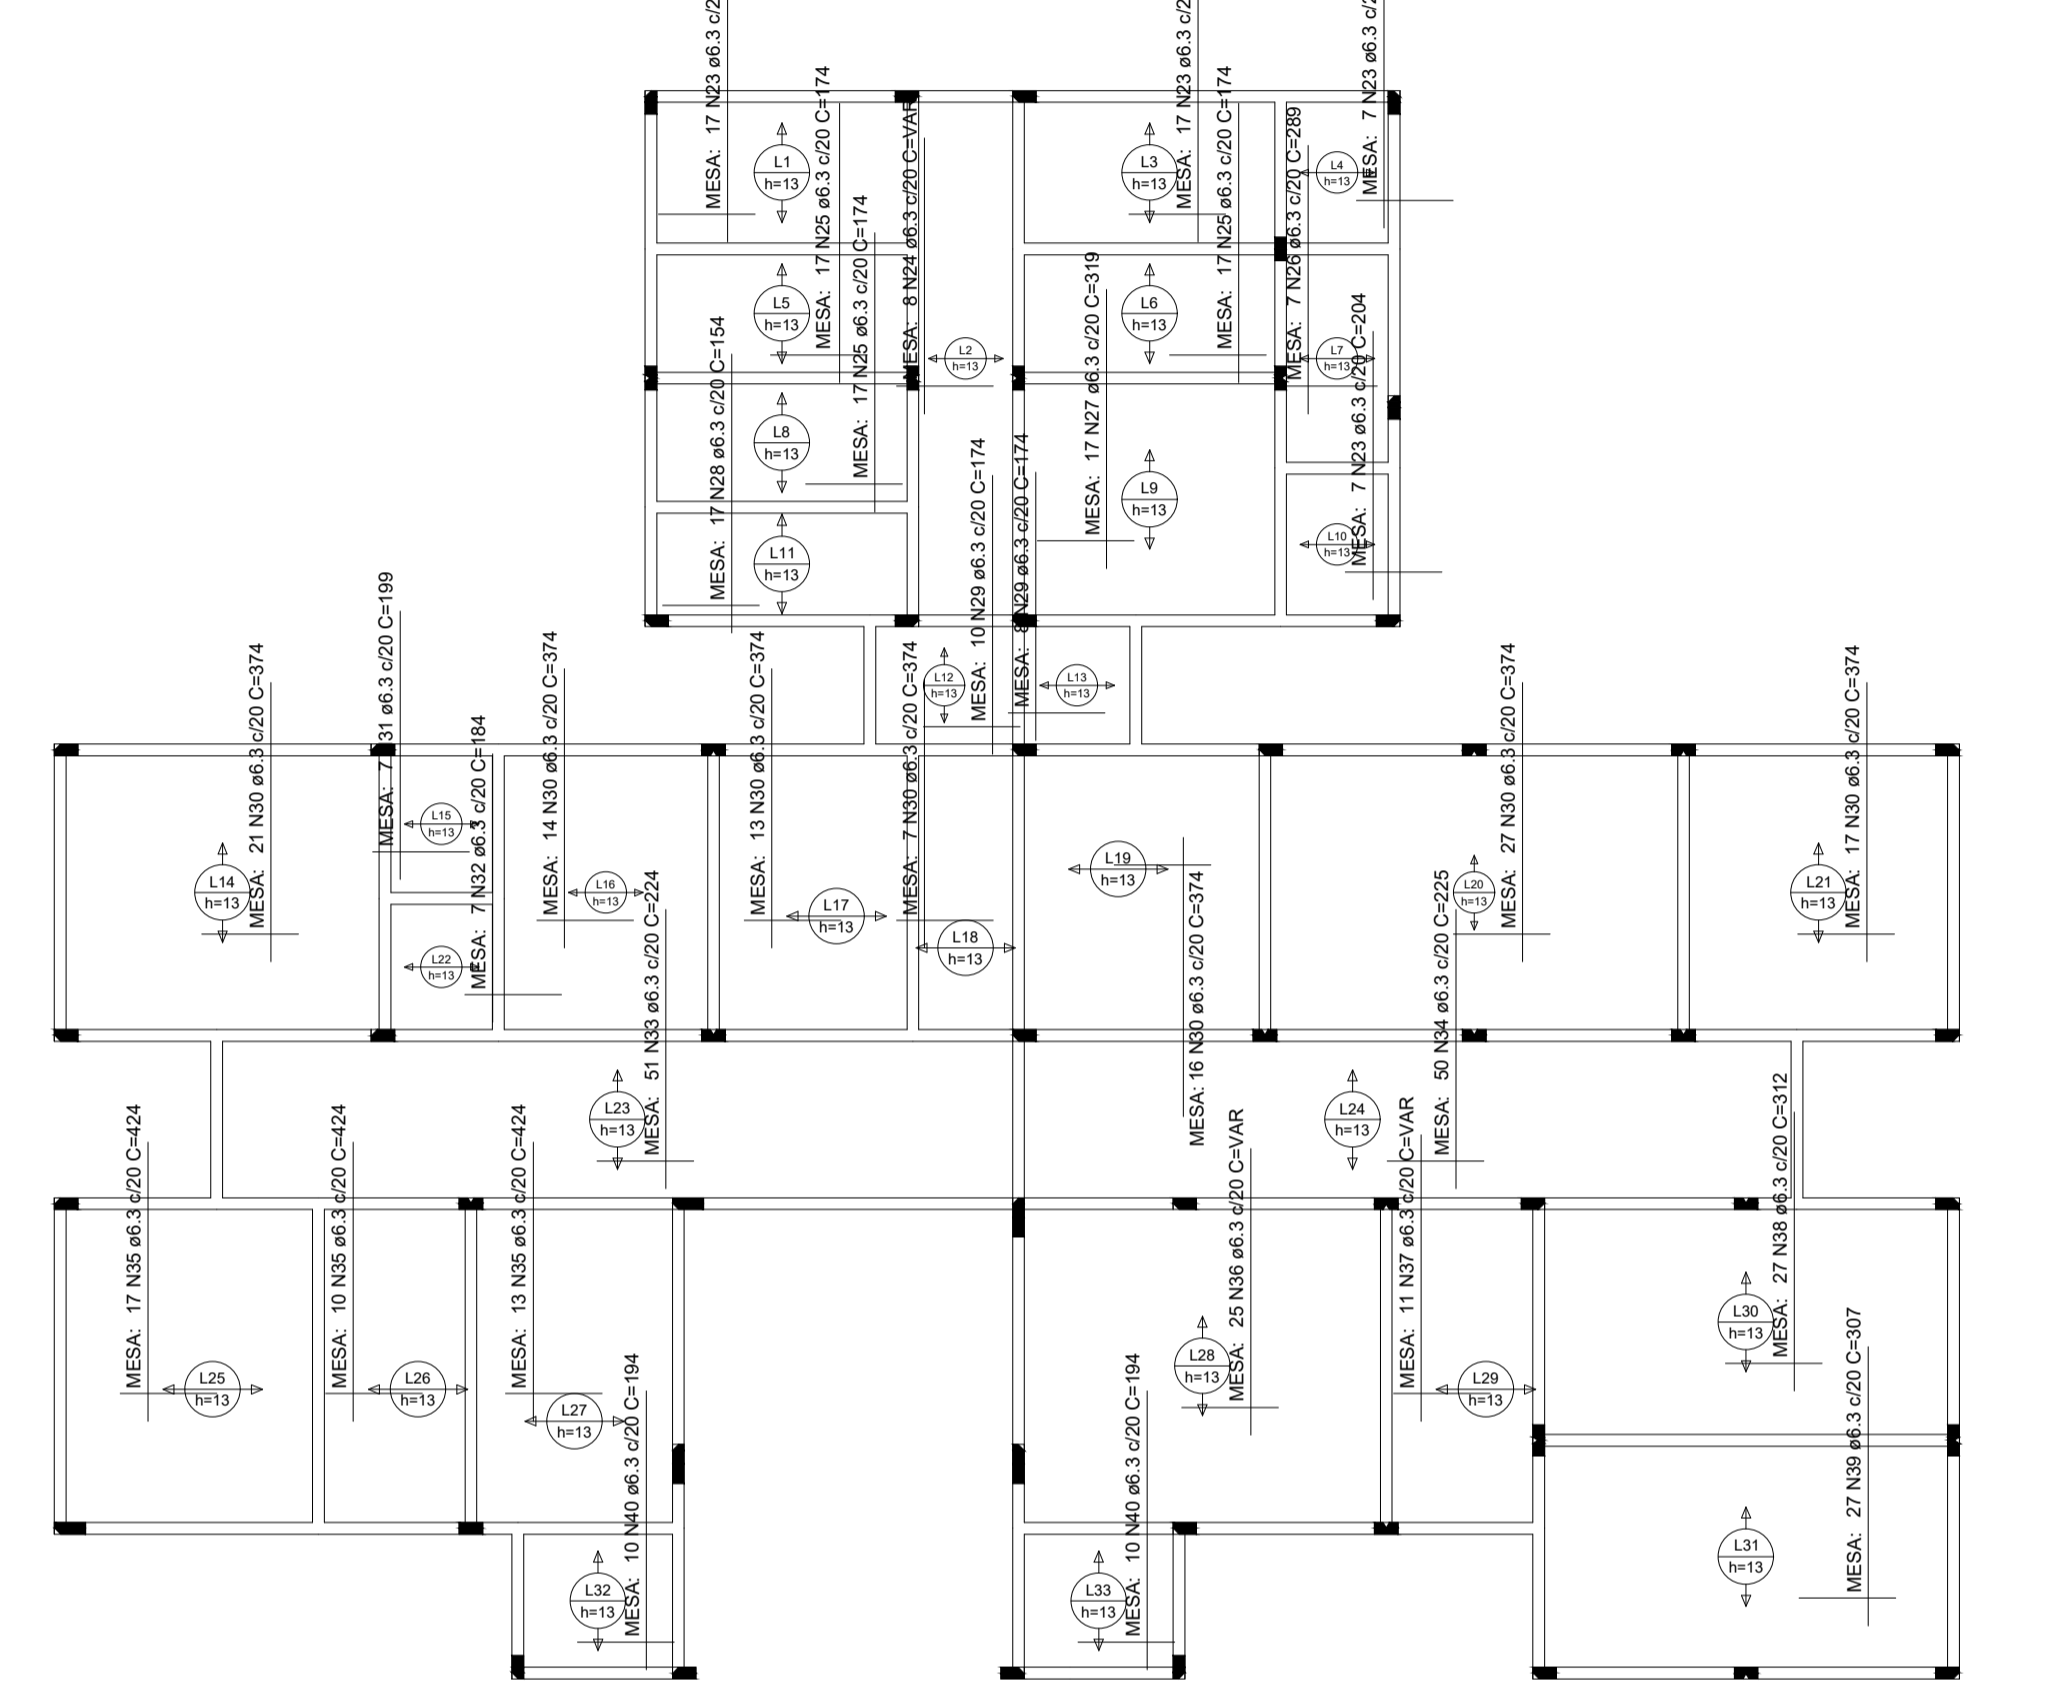 MESA: 17 N23 ø6.3 c/2
MESA: 17 N23 ø6.3 c/2
MESA: 7 N23 ø6.3 c/2
L1
h=13
MESA: 17 N25 ø6.3 c/20 C=174
MESA: 8 N24 ø6.3 c/20 C=VAR
L3
h=13
MESA: 17 N25 ø6.3 c/20 C=174
MESA: 7 N26 ø6.3 c/20 C=289
L4
h=13
L5
h=13
MESA: 17 N25 ø6.3 c/20 C=174
L2
h=13
L6
h=13
L7
h=13
MESA: 17 N28 ø6.3 c/20 C=154
L8
h=13
MESA: 17 N27 ø6.3 c/20 C=319
L9
h=13
MESA: 7 N23 ø6.3 c/20 C=204
L10
h=13
L11
h=13
MESA: 10 N29 ø6.3 c/20 C=174
MESA: 8 N29 ø6.3 c/20 C=174
L12
h=13
L13
h=13
MESA: 21 N30 ø6.3 c/20 C=374
MESA: 7 31 ø6.3 c/20 C=199
MESA: 7 N32 ø6.3 c/20 C=184
MESA: 14 N30 ø6.3 c/20 C=374
MESA: 13 N30 ø6.3 c/20 C=374
MESA: 7 N30 ø6.3 c/20 C=374
MESA: 27 N30 ø6.3 c/20 C=374
MESA: 17 N30 ø6.3 c/20 C=374
L14
h=13
L15
h=13
L16
h=13
L17
h=13
L18
h=13
L19
h=13
L20
h=13
L21
h=13
L22
h=13
MESA: 51 N33 ø6.3 c/20 C=224
MESA: 16 N30 ø6.3 c/20 C=374
MESA: 50 N34 ø6.3 c/20 C=225
L23
h=13
L24
h=13
MESA: 17 N35 ø6.3 c/20 C=424
MESA: 10 N35 ø6.3 c/20 C=424
MESA: 13 N35 ø6.3 c/20 C=424
MESA: 25 N36 ø6.3 c/20 C=VAR
MESA: 11 N37 ø6.3 c/20 C=VAR
MESA: 27 N38 ø6.3 c/20 C=312
L25
h=13
L26
h=13
L27
h=13
L28
h=13
L29
h=13
L30
h=13
MESA: 10 N40 ø6.3 c/20 C=194
MESA: 10 N40 ø6.3 c/20 C=194
MESA: 27 N39 ø6.3 c/20 C=307
L31
h=13
L32
h=13
L33
h=13